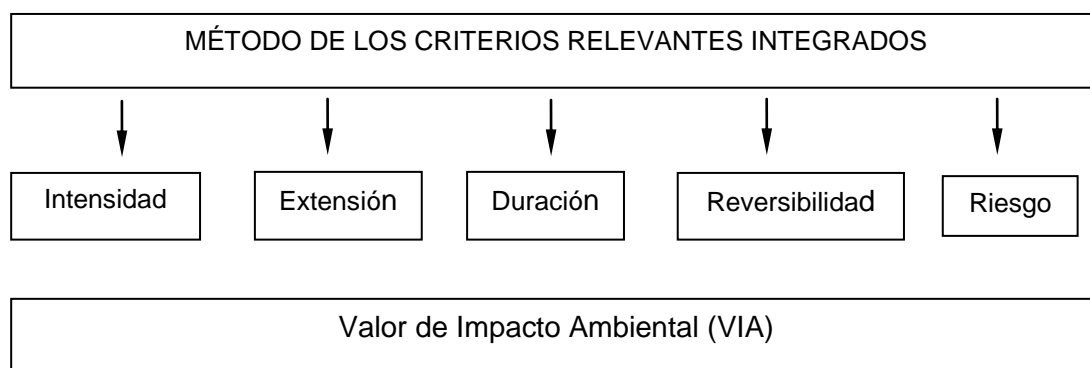 MÉTODO DE LOS CRITERIOS RELEVANTES INTEGRADOS
Intensidad
Extensión
Duración
Reversibilidad
Riesgo
Valor de Impacto Ambiental (VIA)